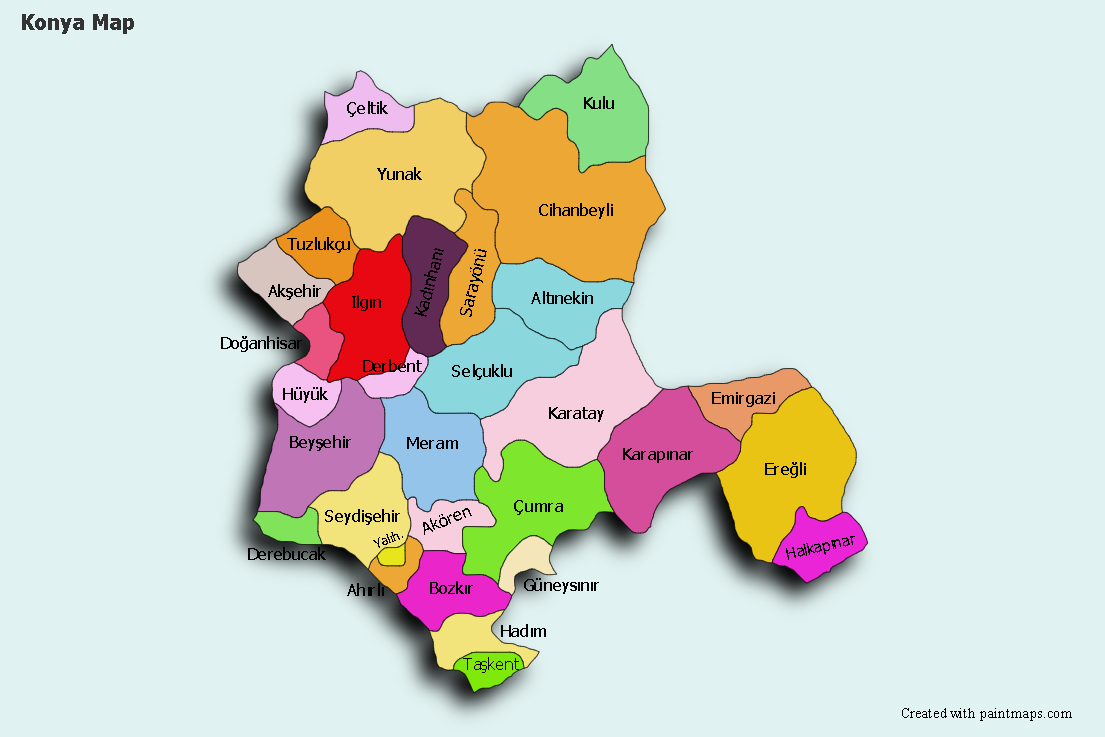 Konya Map
Çeltik
Kulu
Yunak
Cihanbeyli
Tuzlukçu
Akşehir
Ilgın
Kadınhanı
Sarayönü
Altınekin
Doğanhisar
Derbent
Selçuklu
Hüyük
Karatay
Emirgazi
Beyşehir
Meram
Karapınar
Ereğli
Seydişehir
Akören
Çumra
Yalıh.
Halkapınar
Derebucak
Ahırlı
Bozkır
Güneysınır
Hadım
Taşkent
Created with paintmaps.com